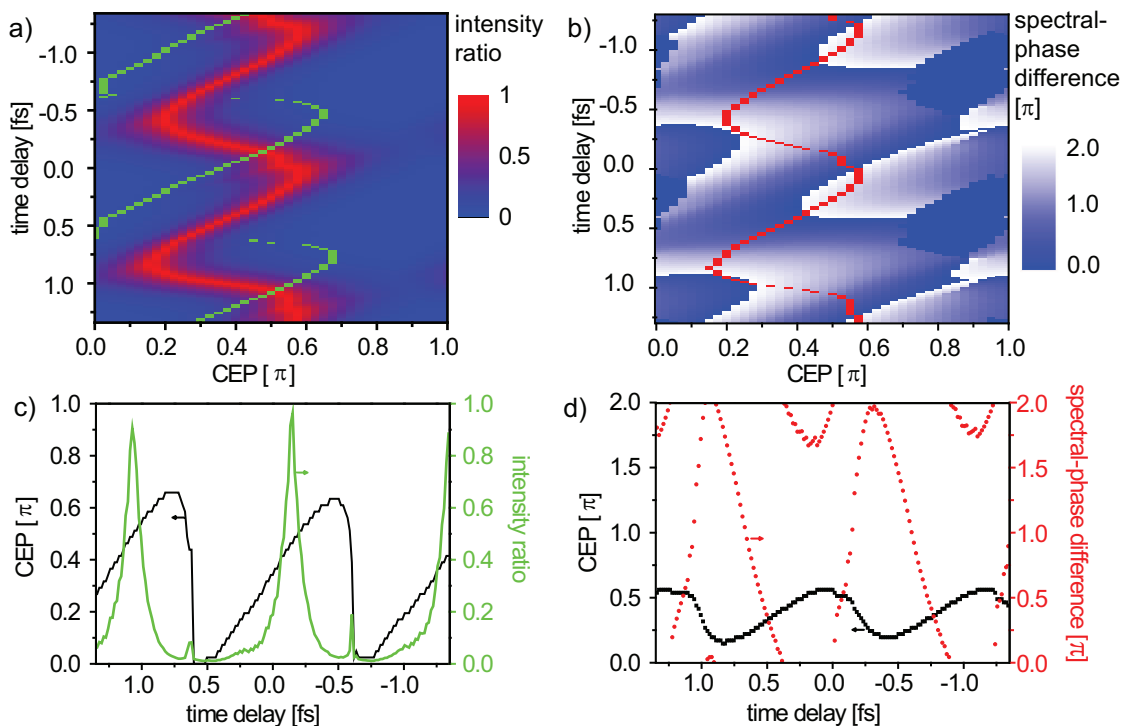 a)
intensity
ratio
-1.0
-0.5
0.0
0.5
1.0
time delay [fs]
0.0 0.2 0.4 0.6 0.8 1.0
CEP [ π]
1
0.5
0
b)
spectral-
phase
difference
[π]
-1.0
-0.5
0.0
0.5
1.0
time delay [fs]
0.0 0.2 0.4 0.6 0.8 1.0
CEP [ π]
2.0
1.0
0.0
c)
1.0
0.8
0.6
0.4
0.2
0.0
CEP [ π]
1.0
0.8
0.6
0.4
0.2
0.0
intensity ratio
1.0 0.5 0.0 -0.5 -1.0
time delay [fs]
d)
2.0
1.5
1.0
0.5
0.0
CEP [ π]
2.0
1.5
1.0
0.5
0.0
spectral-phase difference [π]
1.0 0.5 0.0 -0.5 -1.0
time delay [fs]